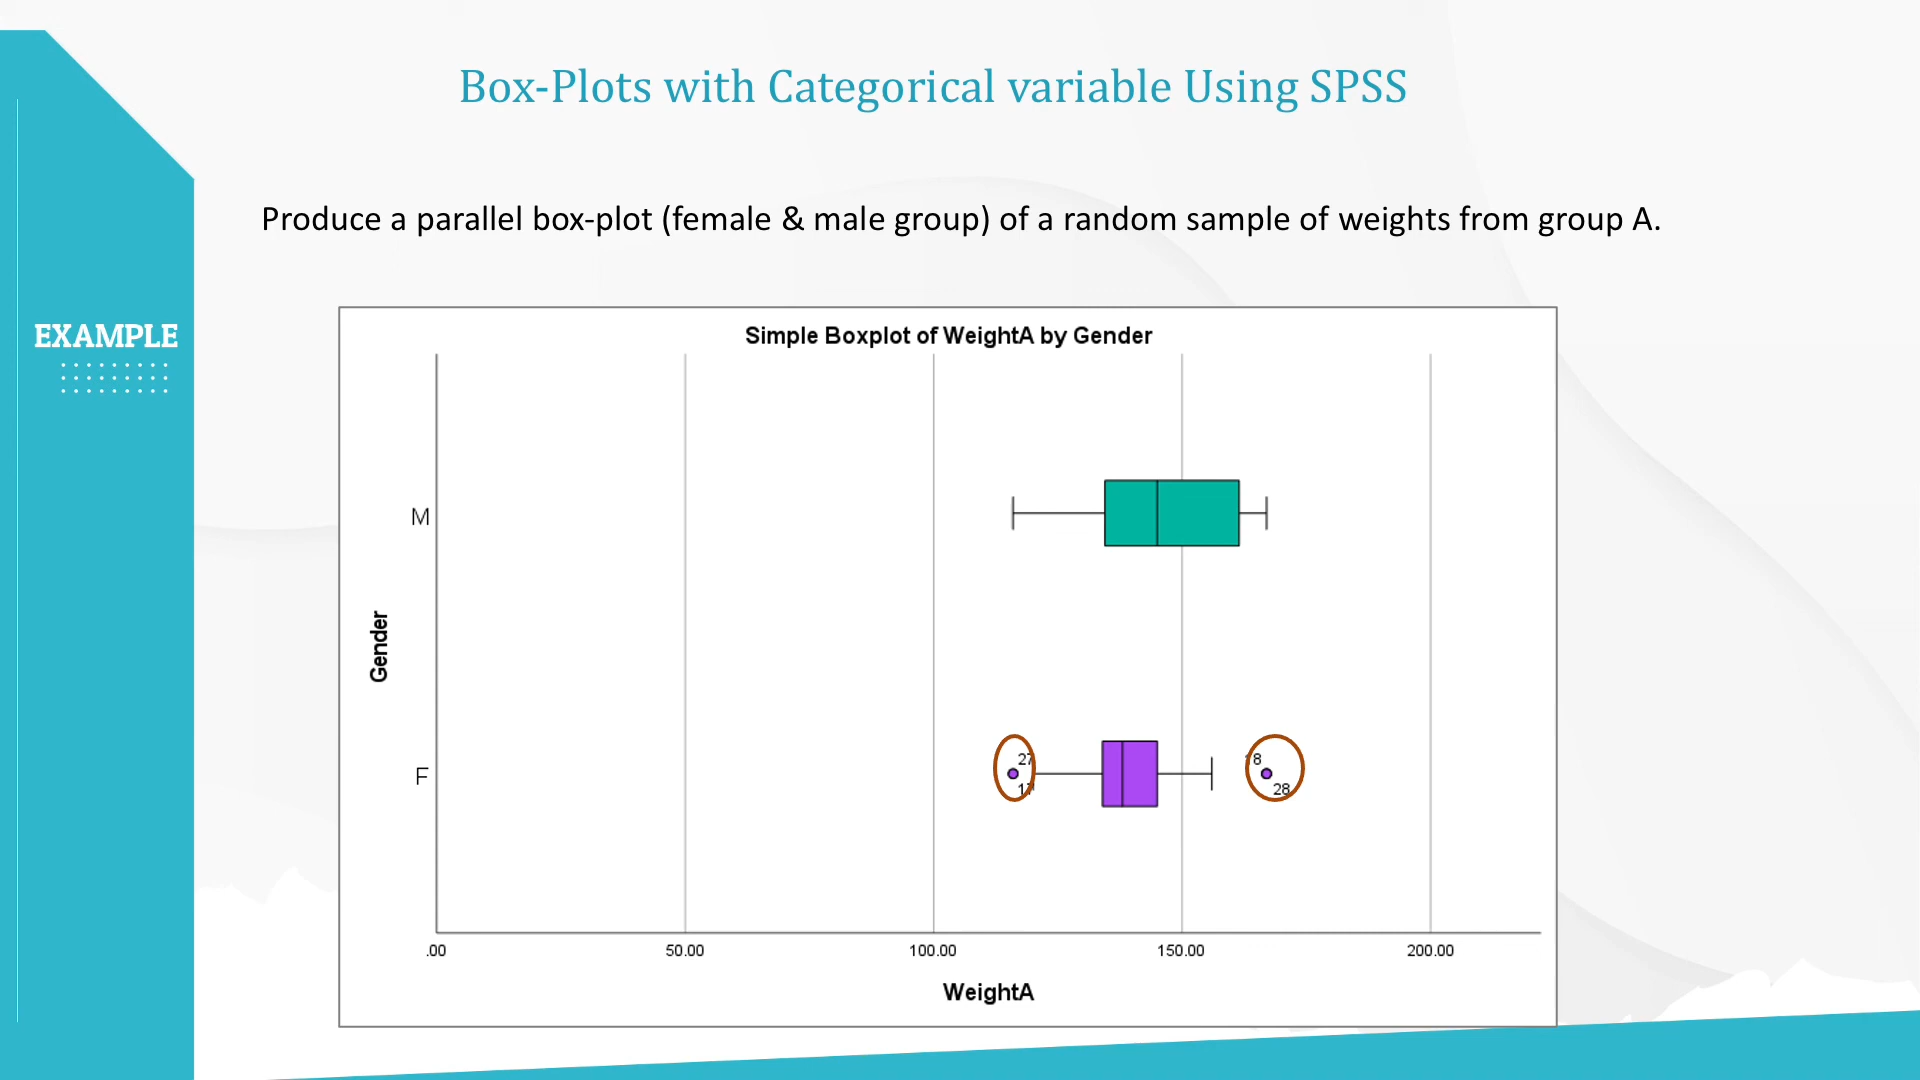 Box-Plots with Categorical variable Using SPSS
Produce a parallel box-plot (female & male group) of a random sample of weights from group A.
EXAMPLE
Simple Boxplot of WeightA by Gender
M
Gender
F
27
17
18
28
.00 50.00 100.00 150.00 200.00
WeightA